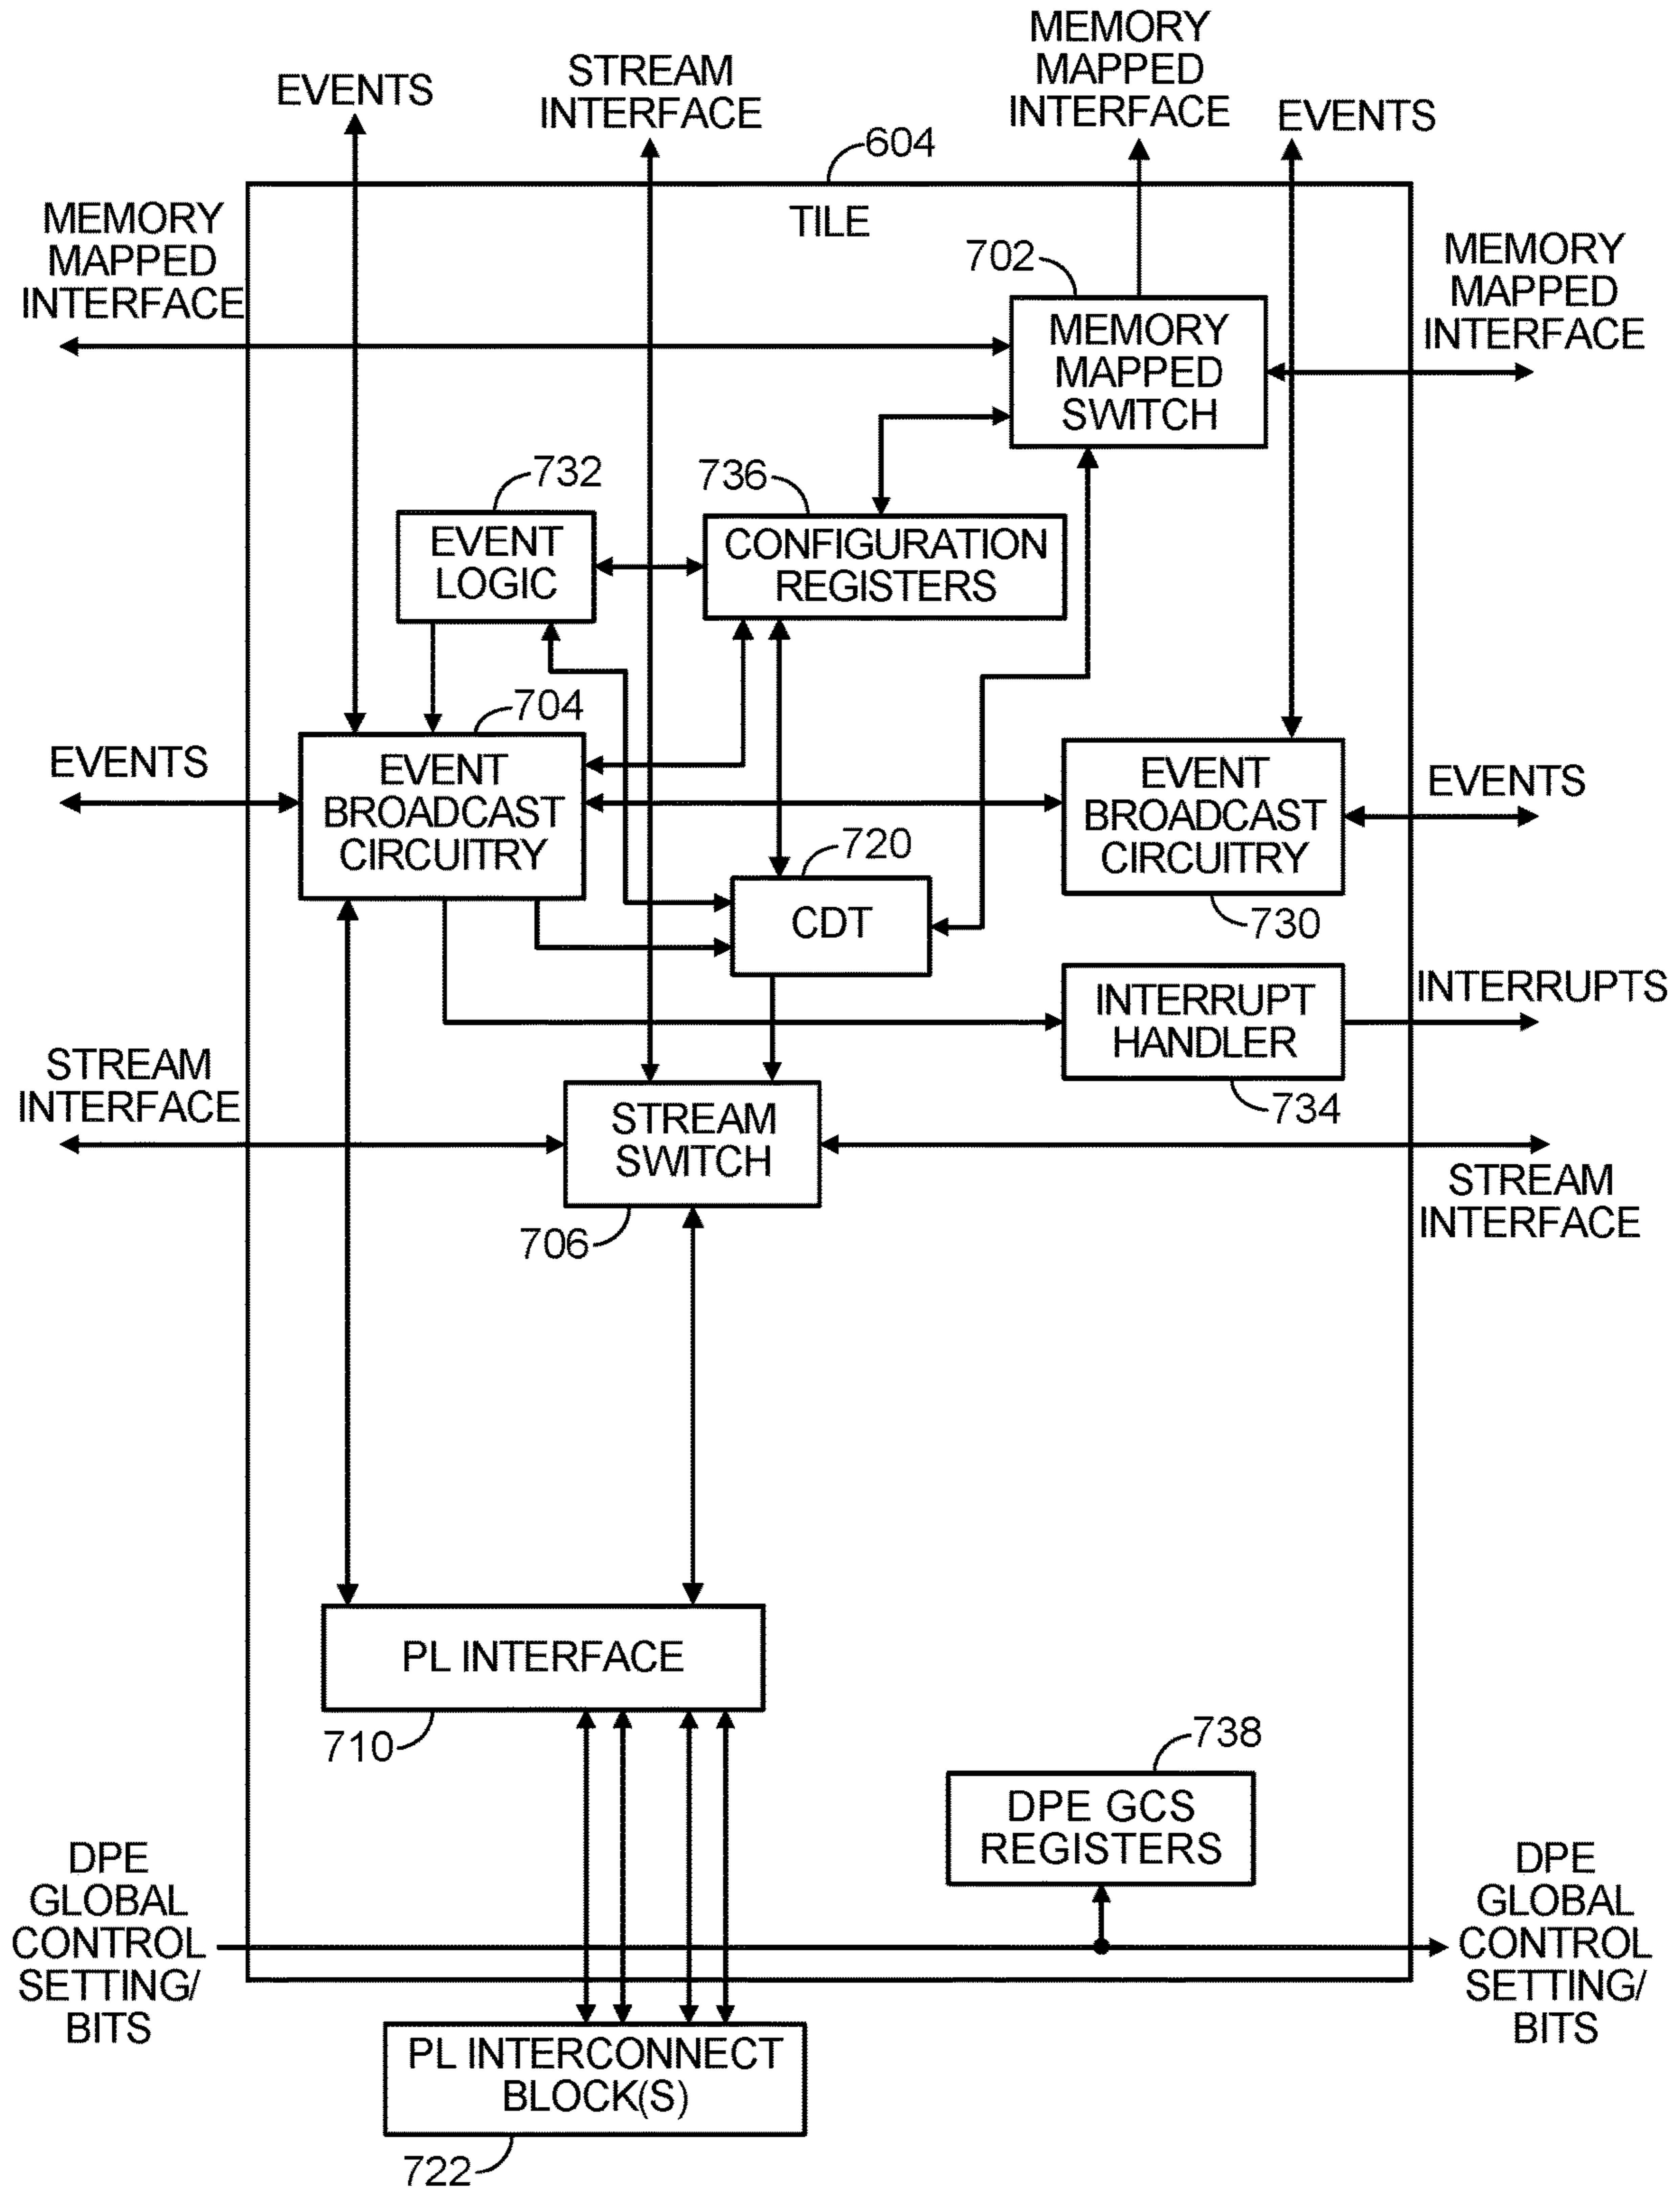 EVENTS
STREAM
INTERFACE
MEMORY
MAPPED
INTERFACE
EVENTS
604
TILE
MEMORY
MAPPED
INTERFACE
702
MEMORY
MAPPED
SWITCH
MEMORY
MAPPED
INTERFACE
732
EVENT
LOGIC
736
CONFIGURATION
REGISTERS
704
EVENTS
EVENT
BROADCAST
CIRCUITRY
EVENT
BROADCAST
CIRCUITRY
730
EVENTS
720
CDT
INTERRUPT
HANDLER
734
INTERRUPTS
STREAM
INTERFACE
STREAM
SWITCH
706
STREAM
INTERFACE
PL INTERFACE
710
738
DPE GCS
REGISTERS
DPE
GLOBAL
CONTROL
SETTING/
BITS
DPE
GLOBAL
CONTROL
SETTING/
BITS
PL INTERCONNECT
BLOCK(S)
722